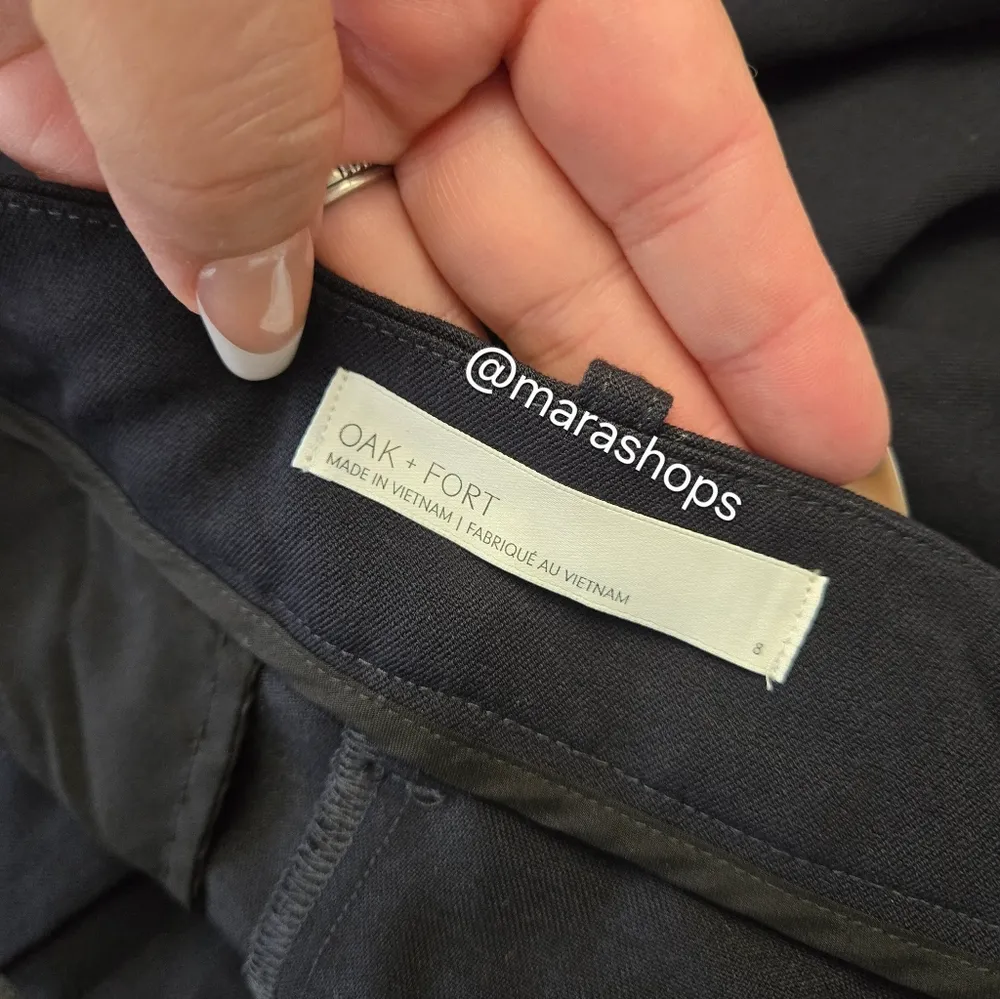 @marashops
OAK + FORT
MADE IN VIETNAM | FABRIQUÉ AU VIETNAM
8